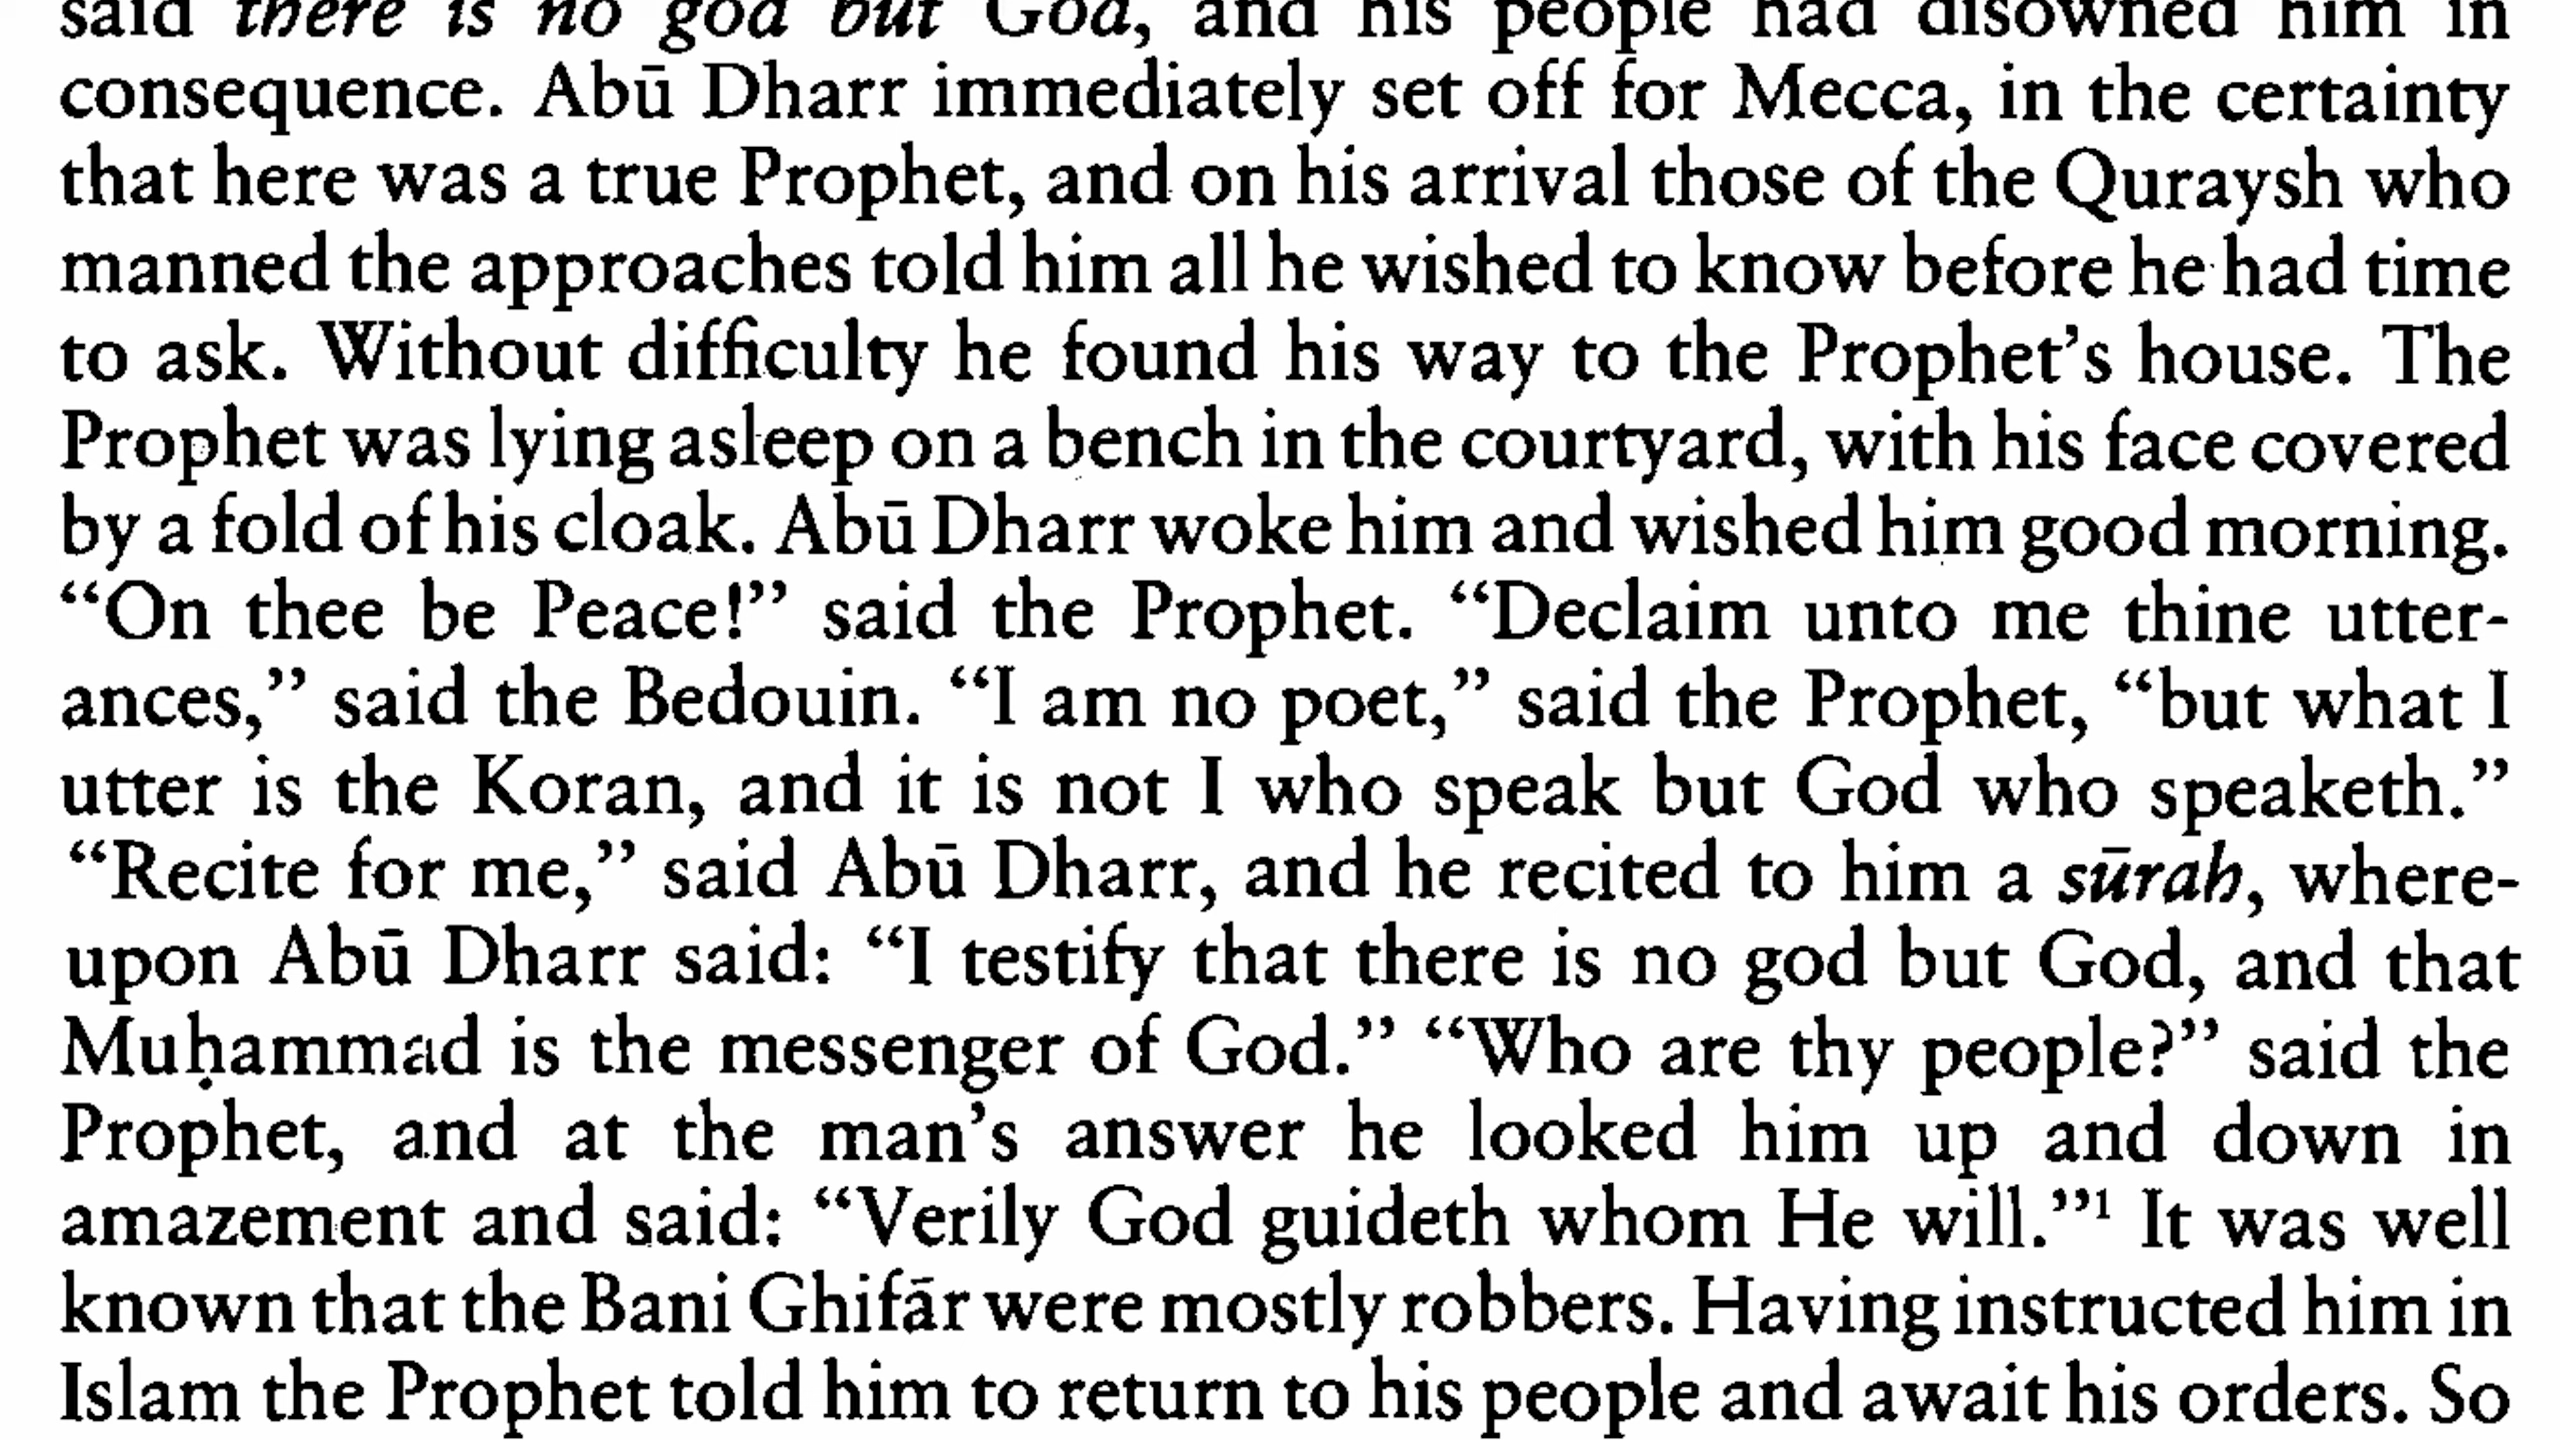 said there is no god but God, and his people had disowned him in
consequence. Abū Dharr immediately set off for Mecca, in the certainty
that here was a true Prophet, and on his arrival those of the Quraysh who
manned the approaches told him all he wished to know before he had time
to ask. Without difficulty he found his way to the Prophet’s house. The
Prophet was lying asleep on a bench in the courtyard, with his face covered
by a fold of his cloak. Abū Dharr woke him and wished him good morning.
“On thee be Peace!” said the Prophet. “Declaim unto me thine utter-
ances,” said the Bedouin. “I am no poet,” said the Prophet, “but what I
utter is the Koran, and it is not I who speak but God who speaketh.”
“Recite for me,” said Abū Dharr, and he recited to him a sūrah, where-
upon Abū Dharr said: “I testify that there is no god but God, and that
Muḥammad is the messenger of God.” “Who are thy people?” said the
Prophet, and at the man’s answer he looked him up and down in
amazement and said: “Verily God guideth whom He will.”¹ It was well
known that the Bani Ghifār were mostly robbers. Having instructed him in
Islam the Prophet told him to return to his people and await his orders. So